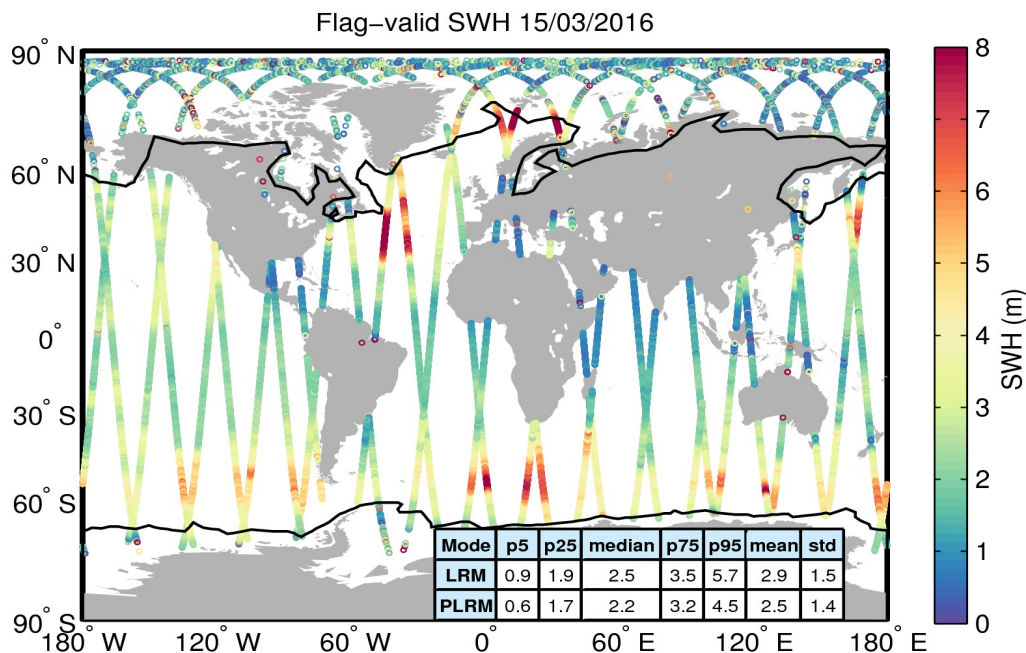 Flag−valid SWH 15/03/2016
90° N
60° N
30° N
0°
30° S
60° S
90° S
180° W
120° W
60° W
0°
60° E
120° E
180° E
Mode p5 p25 median p75 p95 mean std
LRM 0.9 1.9 2.5 3.5 5.7 2.9 1.5
PLRM 0.6 1.7 2.2 3.2 4.5 2.5 1.4
8
7
6
5
4
3
2
1
0
SWH (m)